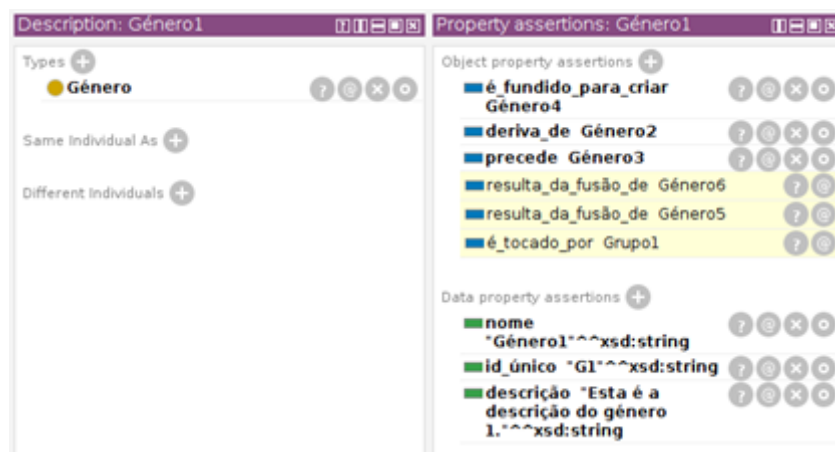 Description: Género1
Types
Género
Same Individual As
Different Individuals
Property assertions: Género1
Object property assertions
é_fundido_para_criar
Género4
deriva_de Género2
precede Género3
resulta_da_fusão_de Género6
resulta_da_fusão_de Género5
é_tocado_por Grupo1
Data property assertions
nome
"Género1"^^xsd:string
id_único "G1"^^xsd:string
descrição "Esta é a
descrição do género
1."^^xsd:string